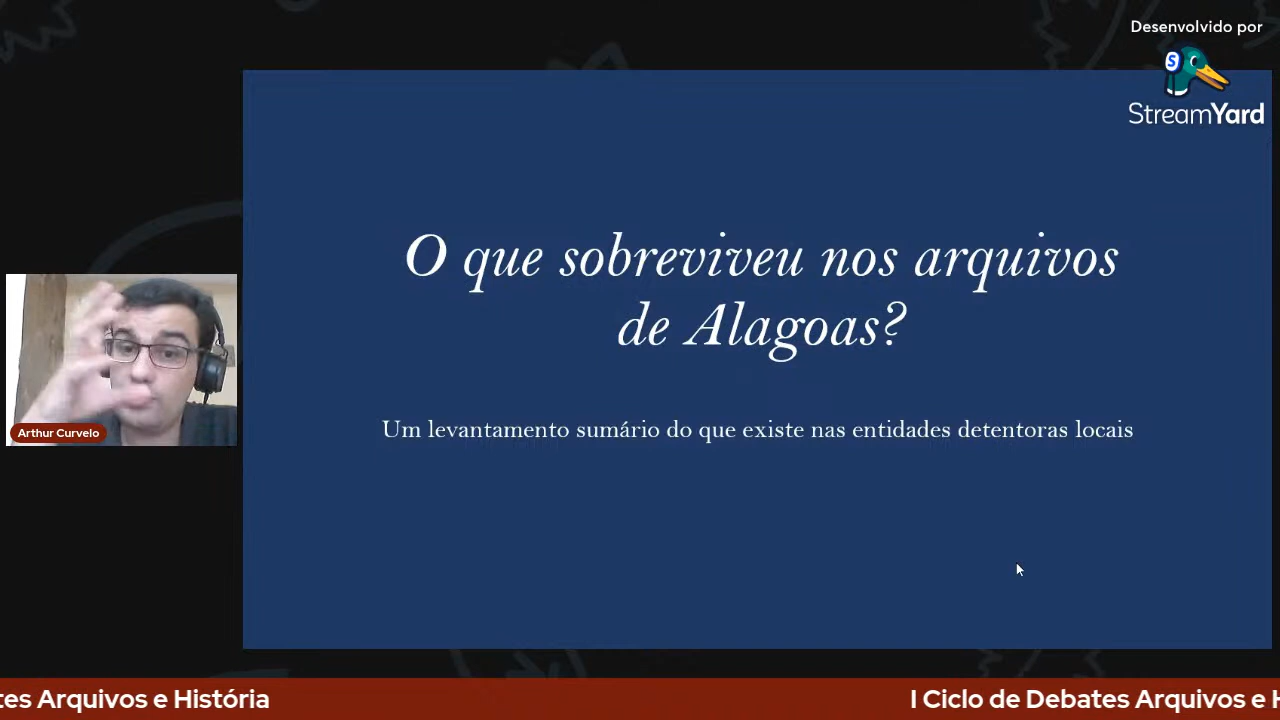 Desenvolvido por
StreamYard
O que sobreviveu nos arquivos
de Alagoas?
Um levantamento sumário do que existe nas entidades detentoras locais
Arthur Curvelo
tes Arquivos e História
I Ciclo de Debates Arquivos e H